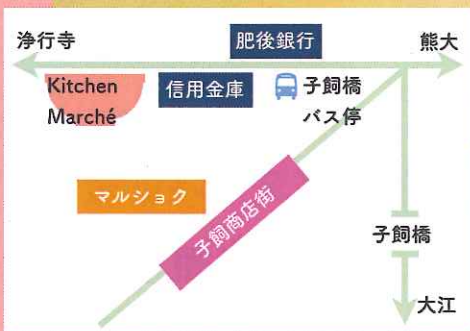 浄行寺
肥後銀行
熊大
Kitchen
Marché
信用金庫
子飼橋
バス停
マルショク
子飼商店街
子飼橋
大江